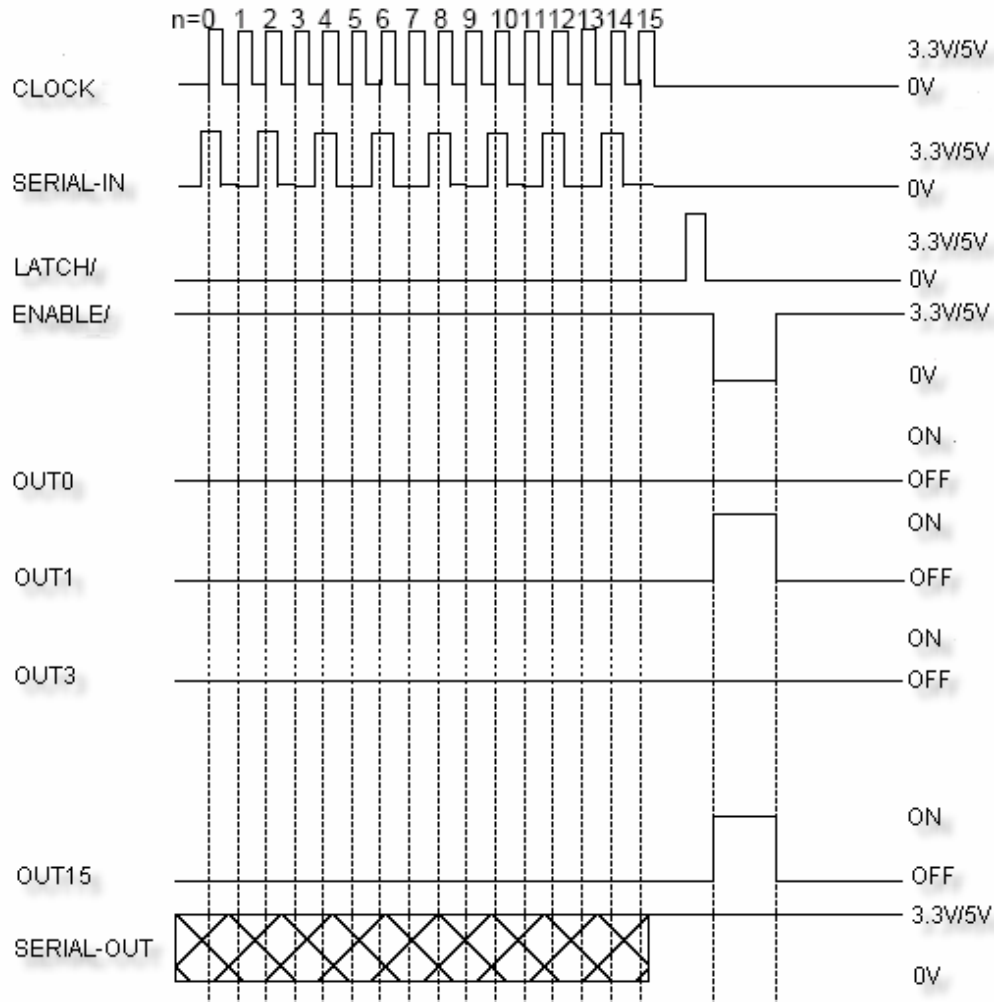 n=0 1 2 3 4 5 6 7 8 9 10 11 12 13 14 15
3.3V/5V
CLOCK
0V
3.3V/5V
SERIAL-IN
0V
3.3V/5V
LATCH/
0V
ENABLE/
3.3V/5V
0V
ON
OUT0
OFF
ON
OUT1
OFF
ON
OUT3
OFF
ON
OUT15
OFF
3.3V/5V
SERIAL-OUT
0V